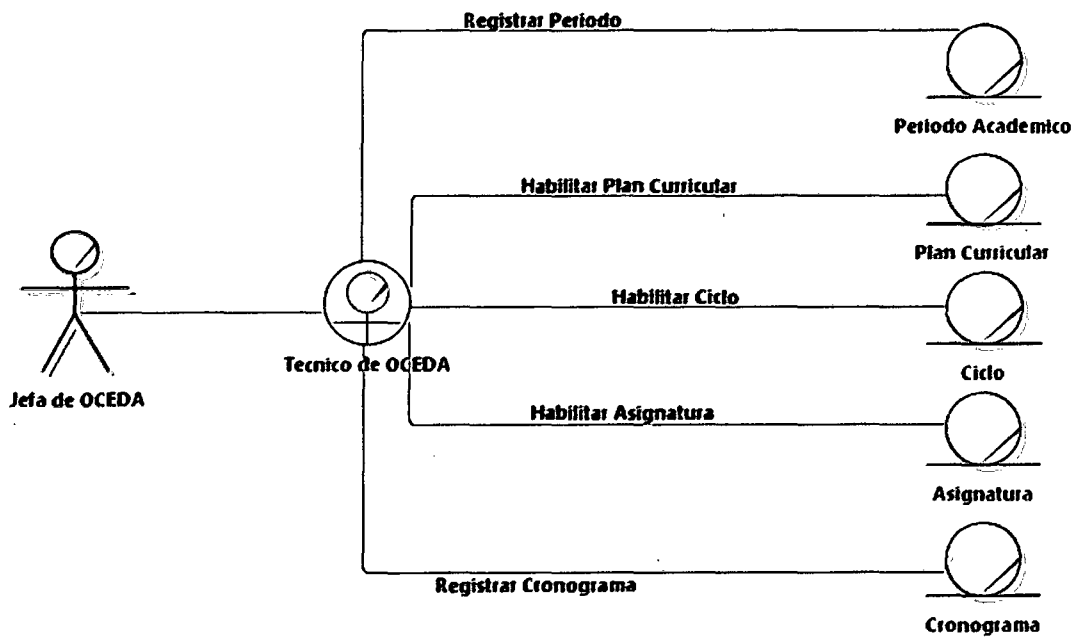 Registrar Periodo
Periodo Academico
Habilitar Plan Curricular
Plan Curricular
Habilitar Ciclo
Ciclo
Tecnico de OCEDA
Jefa de OCEDA
Habilitar Asignatura
Asignatura
Registrar Cronograma
Cronograma